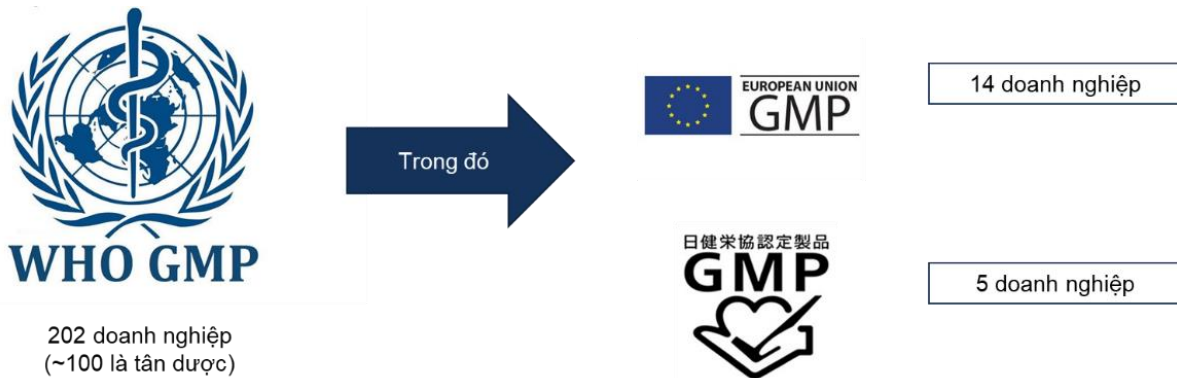 WHO GMP
202 doanh nghiệp
(~100 là tân dược)
Trong đó
EUROPEAN UNION
GMP
14 doanh nghiệp
日健栄協認定製品
GMP
5 doanh nghiệp